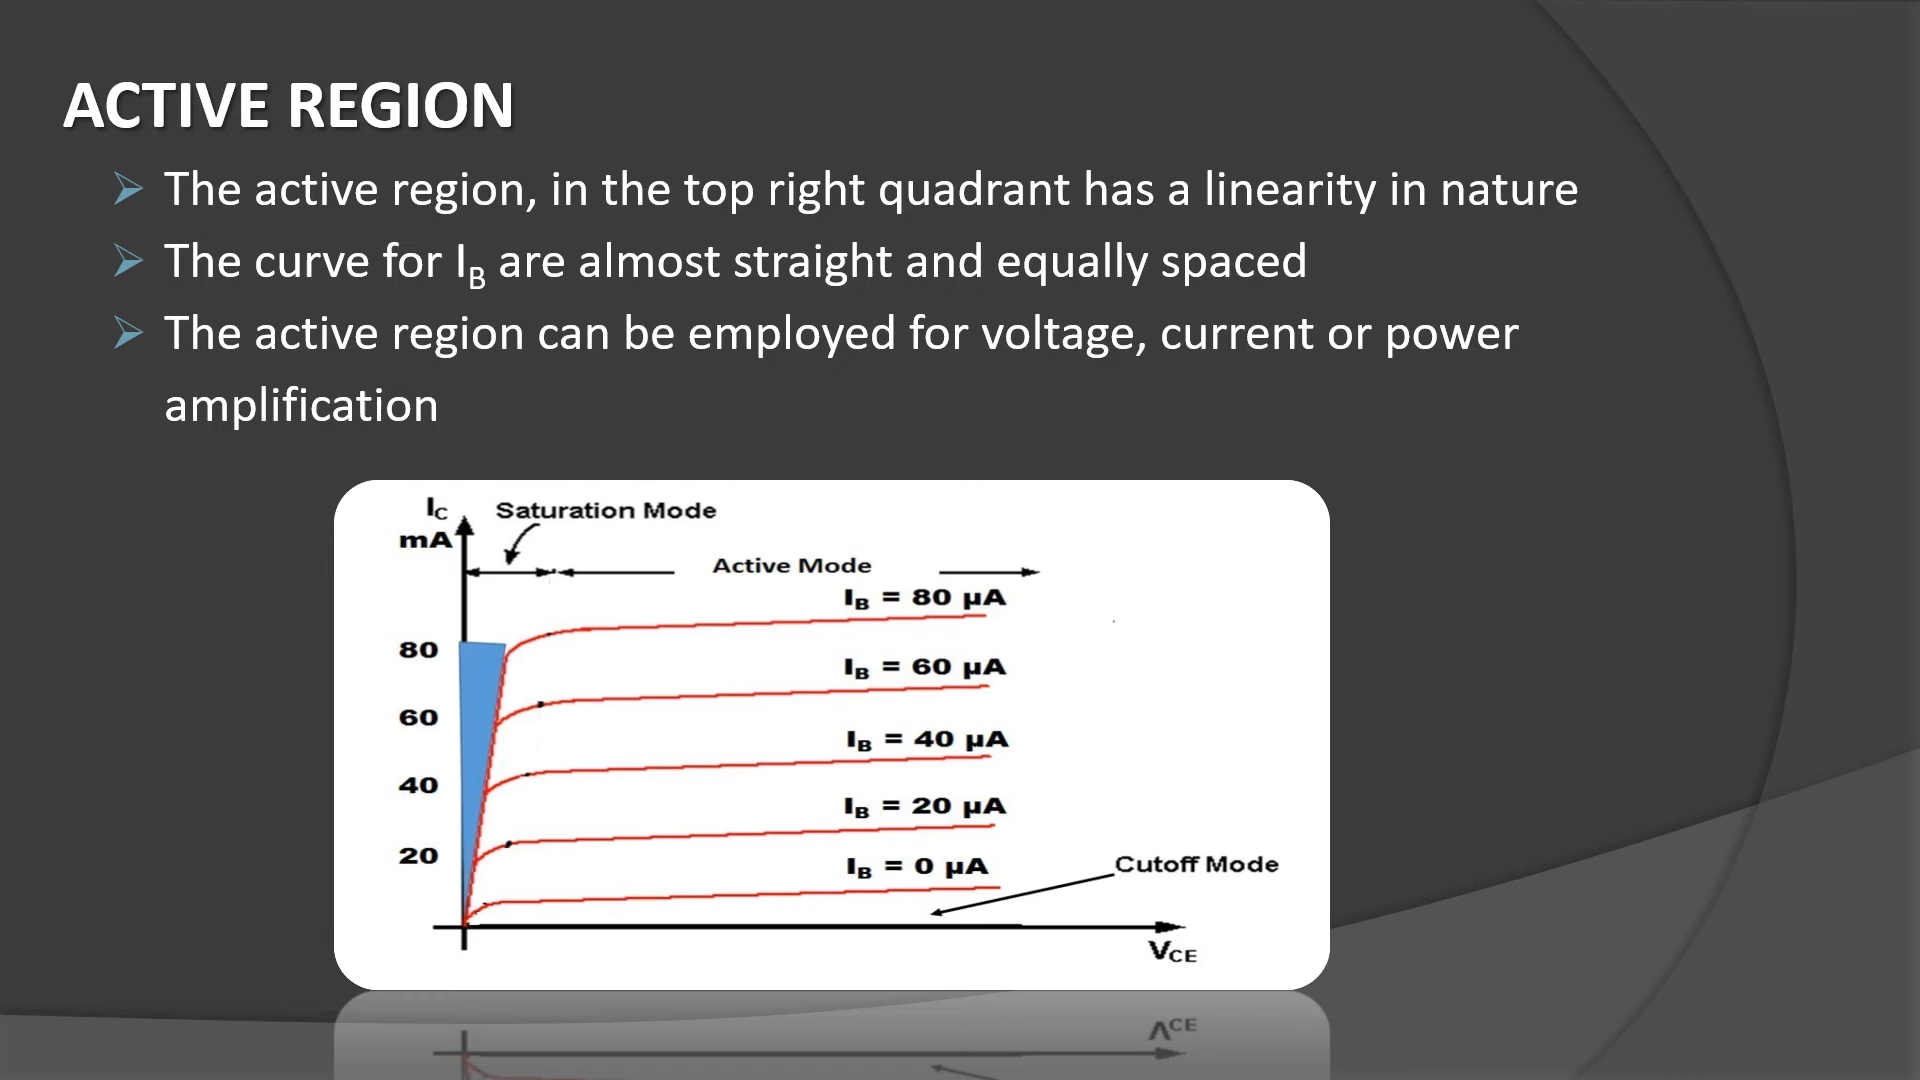 ACTIVE REGION
The active region, in the top right quadrant has a linearity in nature
The curve for IB are almost straight and equally spaced
The active region can be employed for voltage, current or power
amplification
IC
mA
Saturation Mode
Active Mode
IB = 80 µA
80
IB = 60 µA
60
IB = 40 µA
40
IB = 20 µA
20
IB = 0 µA
Cutoff Mode
VCE